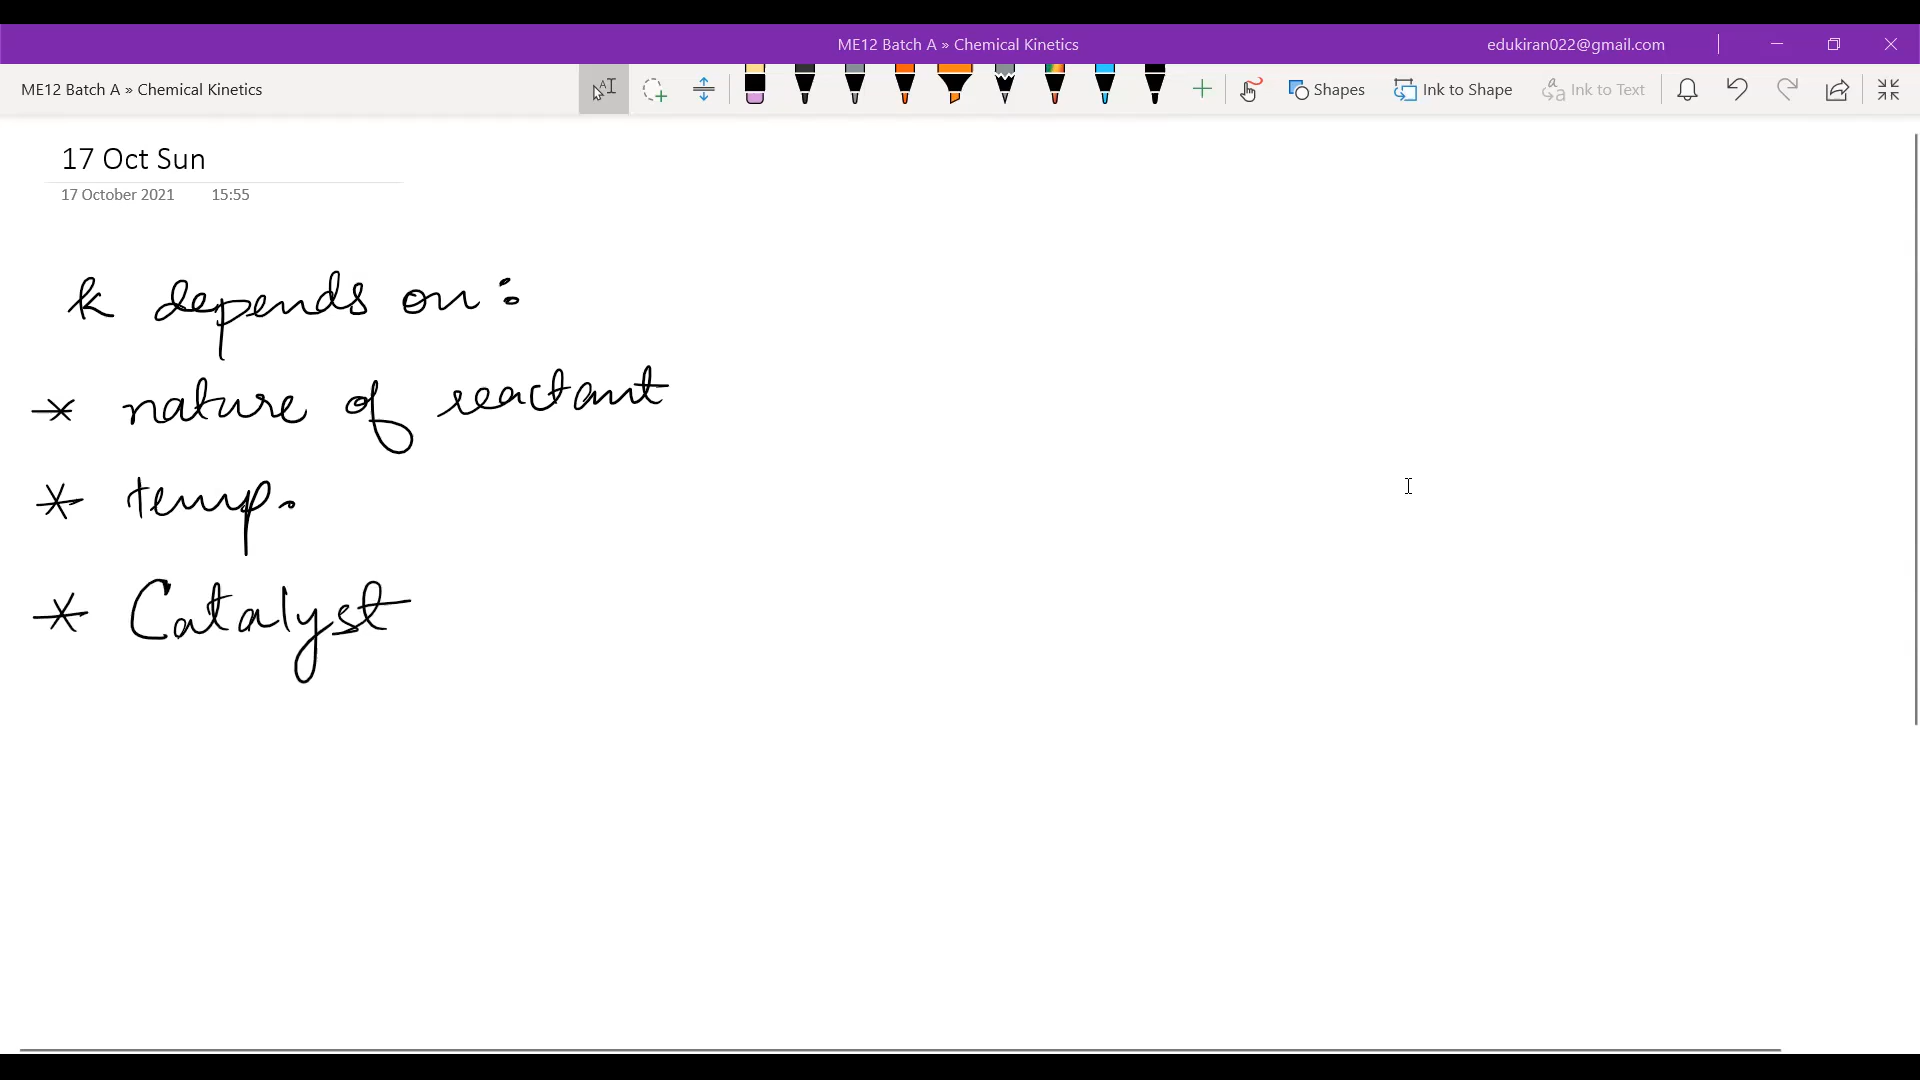 ME12 Batch A » Chemical Kinetics
edukiran022@gmail.com
ME12 Batch A » Chemical Kinetics
Shapes
Ink to Shape
Ink to Text
17 Oct Sun
17 October 2021 15:55
k depends on :
* nature of reactant
* temp.
* Catalyst